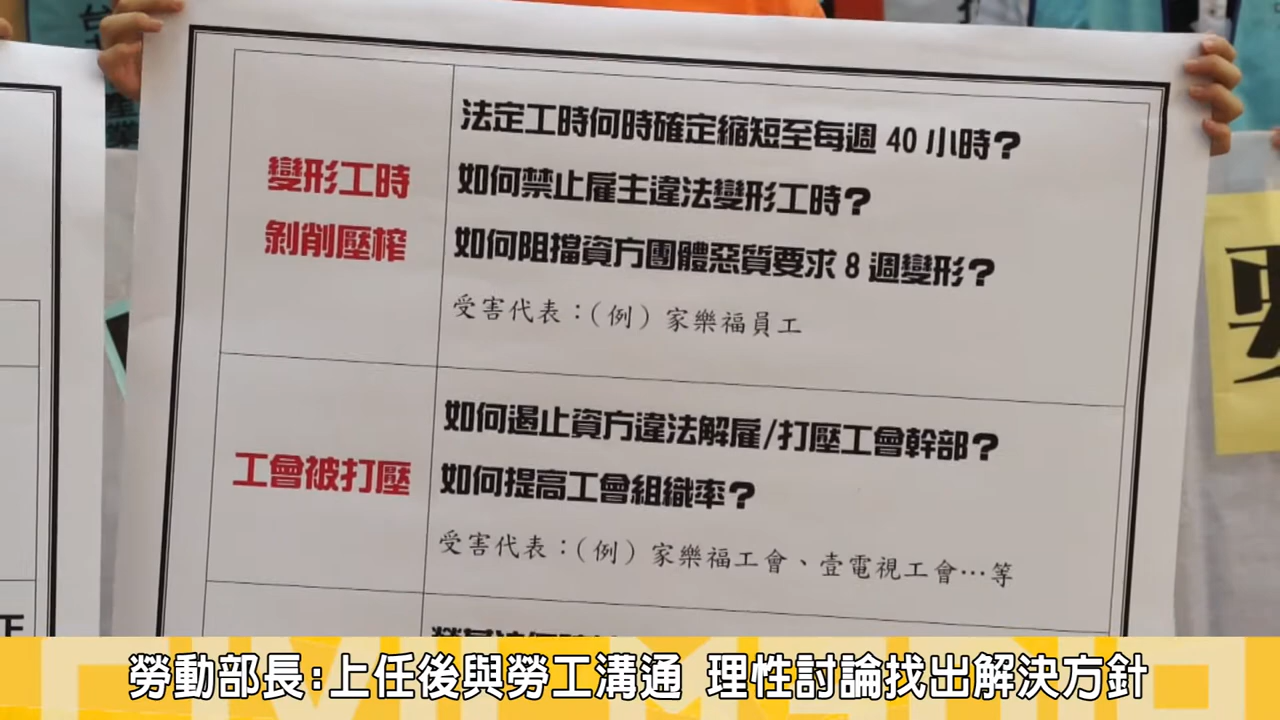 變形工時
剝削壓榨
法定工時何時確定縮短至每週 40 小時?
如何禁止雇主違法變形工時?
如何阻擋資方團體惡質要求 8 週變形?
受害代表:(例)家樂福員工
工會被打壓
如何遏止資方違法解雇/打壓工會幹部?
如何提高工會組織率?
受害代表:(例)家樂福工會、壹電視工會…等
勞動部長:上任後與勞工溝通 理性討論找出解決方針